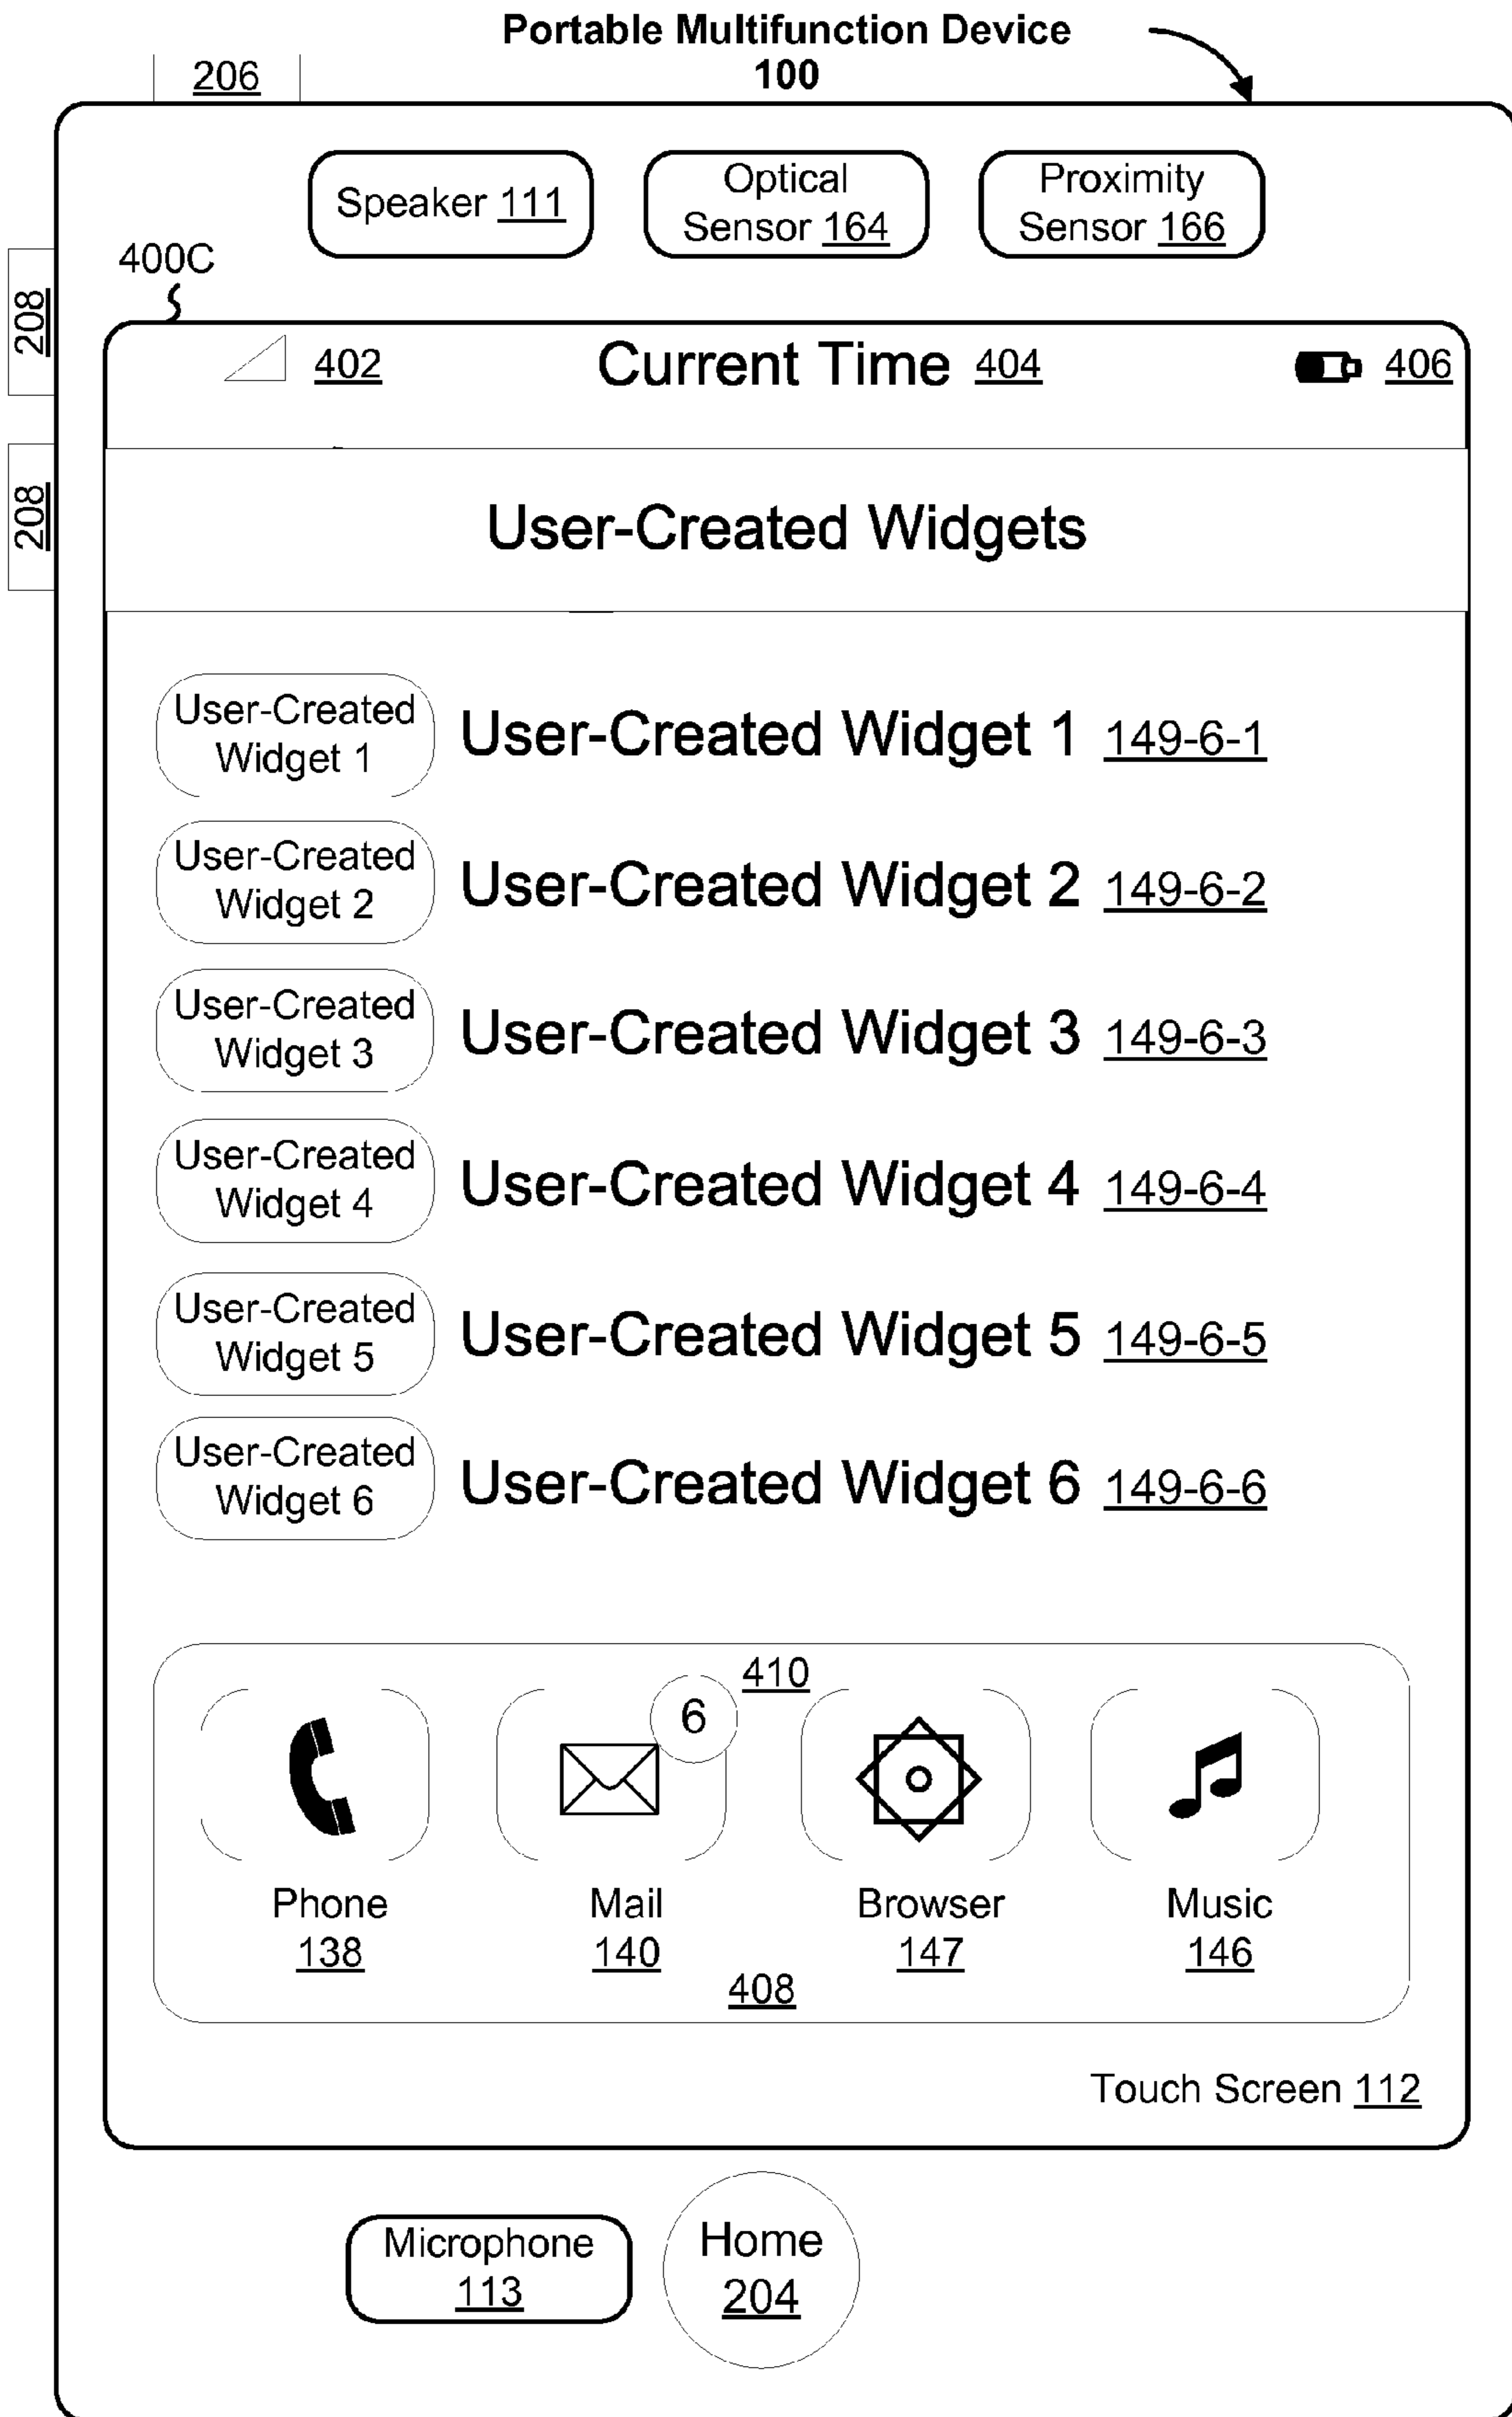 Portable Multifunction Device
100
206
Speaker 111
Optical
Sensor 164
Proximity
Sensor 166
400C
208
402
Current Time 404
406
208
User-Created Widgets
User-Created
Widget 1
User-Created Widget 1 149-6-1
User-Created
Widget 2
User-Created Widget 2 149-6-2
User-Created
Widget 3
User-Created Widget 3 149-6-3
User-Created
Widget 4
User-Created Widget 4 149-6-4
User-Created
Widget 5
User-Created Widget 5 149-6-5
User-Created
Widget 6
User-Created Widget 6 149-6-6
410
6
Phone
138
Mail
140
Browser
147
Music
146
408
Touch Screen 112
Microphone
113
Home
204